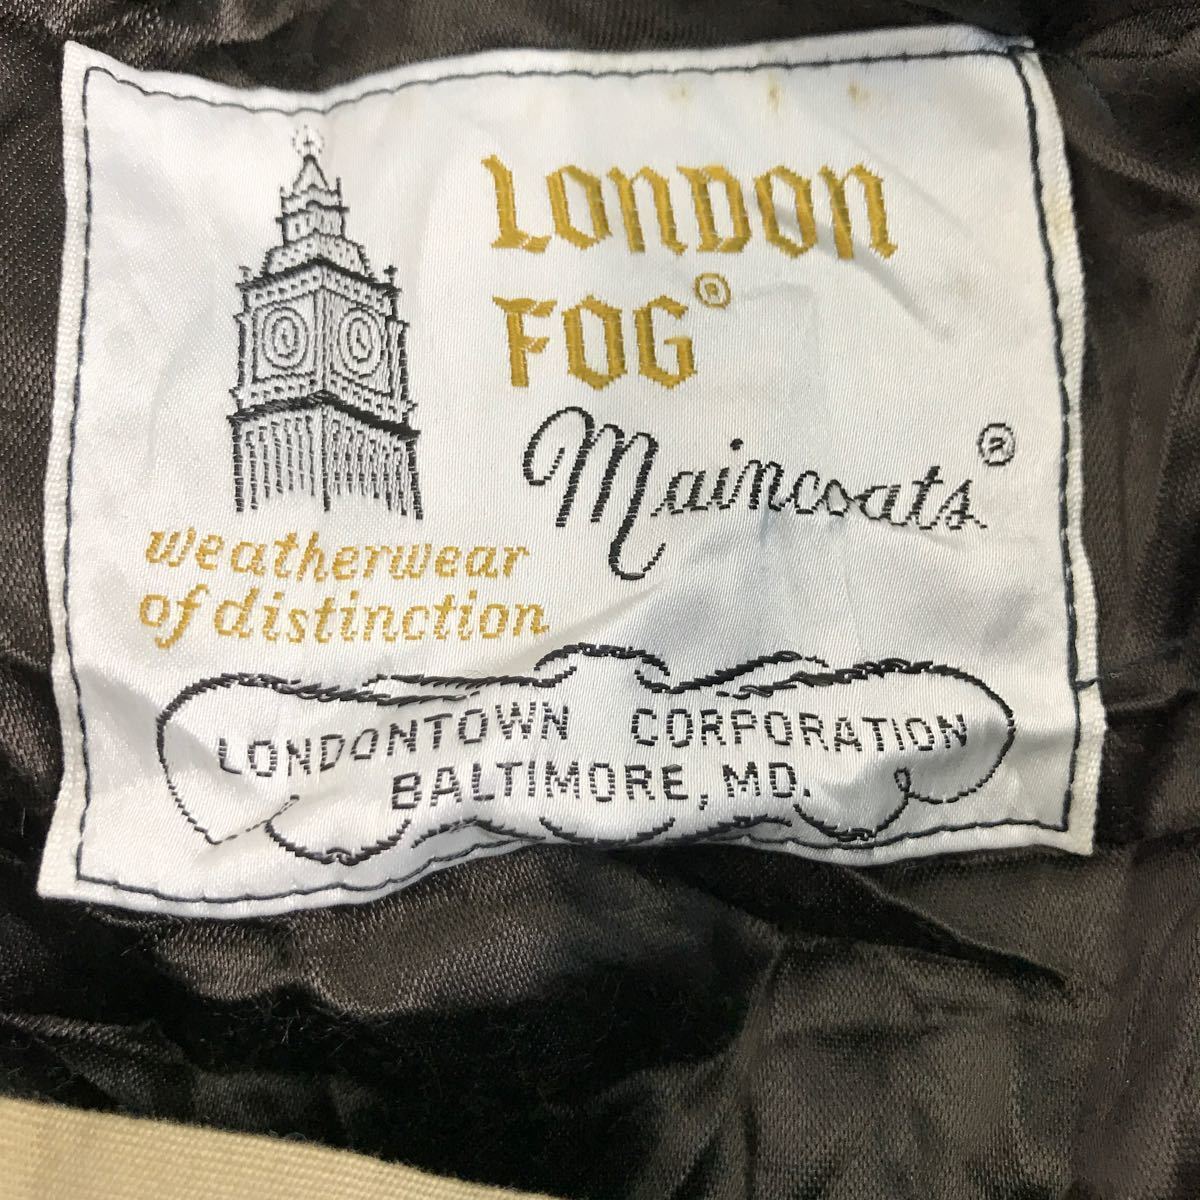 LONDON
FOG®
Maincoats®
weatherwear
of distinction
LONDONTOWN CORPORATION
BALTIMORE, MD.